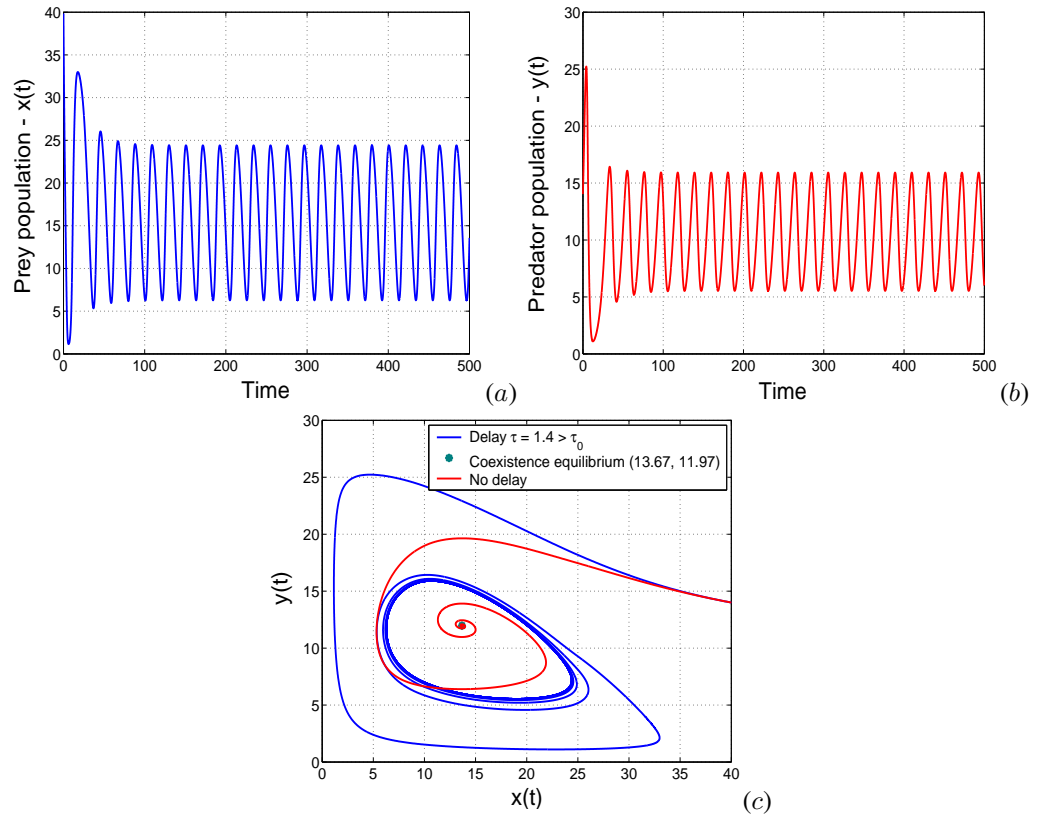 40
35
30
25
20
15
10
5
0
Prey population - x(t)
0 100 200 300 400 500
Time
(a)
30
25
20
15
10
5
0
Predator population - y(t)
0 100 200 300 400 500
Time
(b)
30
25
20
15
10
5
0
y(t)
Delay τ = 1.4 > τ₀
Coexistence equilibrium (13.67, 11.97)
No delay
0 5 10 15 20 25 30 35 40
x(t)
(c)